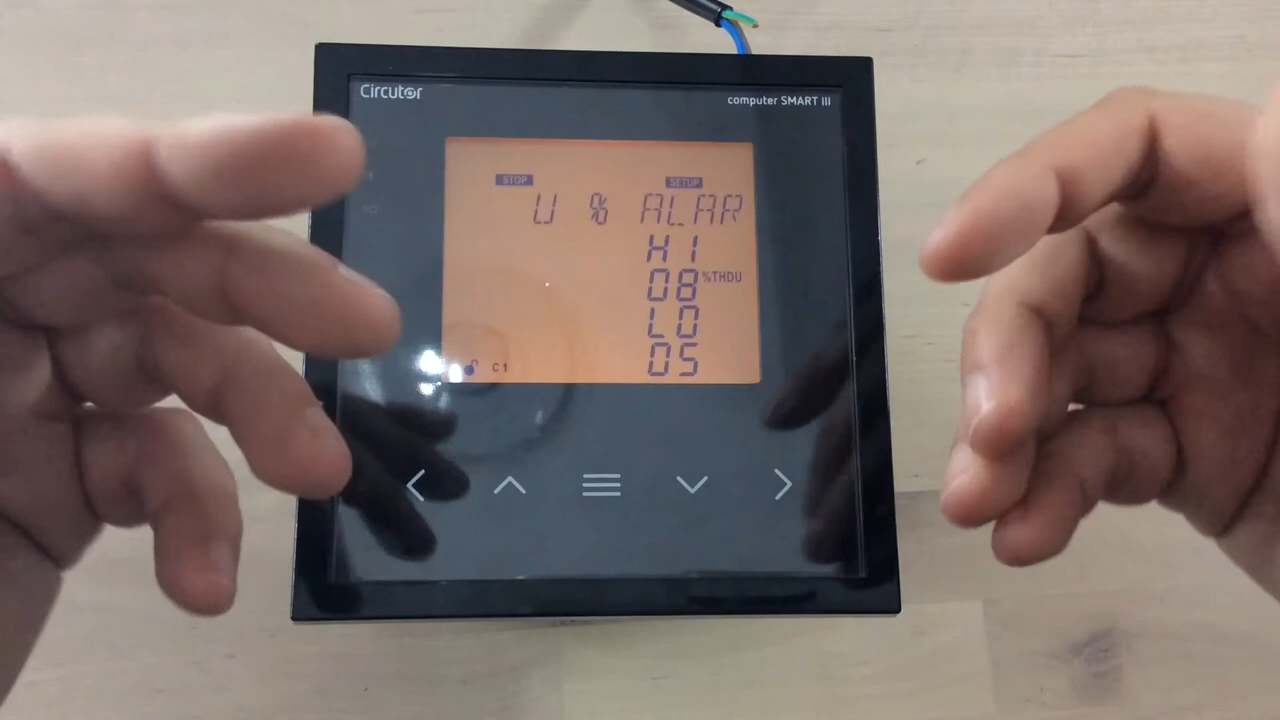 Circutor
computer SMART III
STOP SETUP
U % ALAR
HI
08 %THDU
LO
05
C1